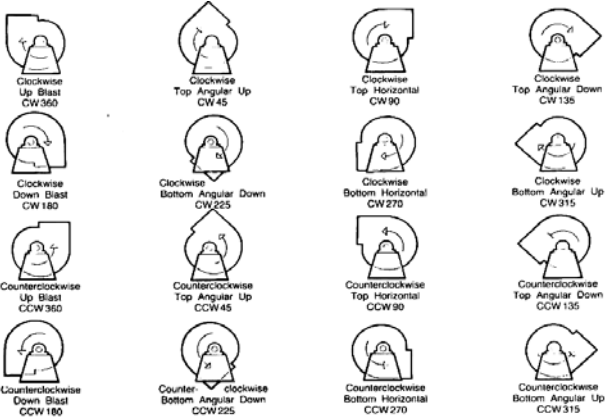 Clockwise
Up Blast
CW 360
Clockwise
Top Angular Up
CW 45
Clockwise
Top Horizontal
CW 90
Clockwise
Top Angular Down
CW 135
Clockwise
Down Blast
CW 180
Clockwise
Bottom Angular Down
CW 225
Clockwise
Bottom Horizontal
CW 270
Clockwise
Bottom Angular Up
CW 315
Counterclockwise
Up Blast
CCW 360
Counterclockwise
Top Angular Up
CCW 45
Counterclockwise
Top Horizontal
CCW 90
Counterclockwise
Top Angular Down
CCW 135
Counterclockwise
Down Blast
CCW 180
Counter- clockwise
Bottom Angular Down
CCW 225
Counterclockwise
Bottom Horizontal
CCW 270
Counterclockwise
Bottom Angular Up
CCW 315